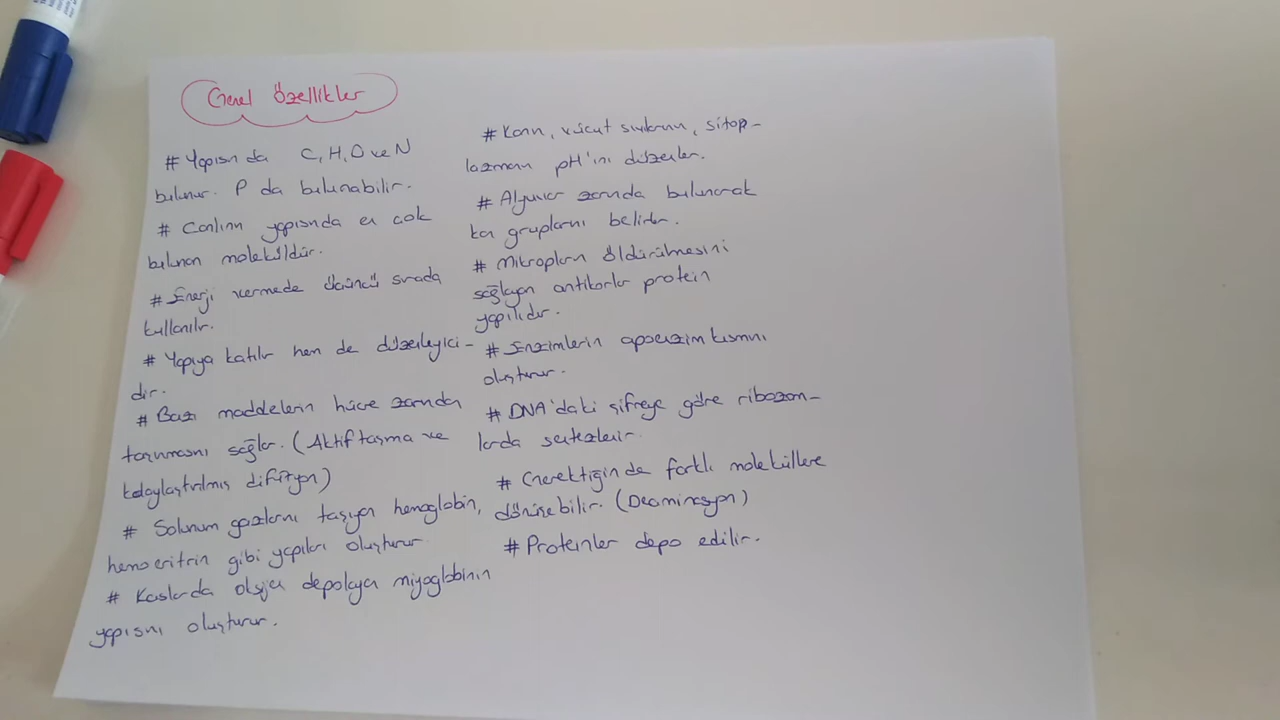 Genel Özellikler
# Yapısında C, H, O ve N
bulunur. P da bulunabilir.
# Canlının yapısında en çok
bulunan moleküldür.
# Enerji vermede üçüncü sırada
kullanılır.
# Yapıya katılır hem de düzenleyici-
dir.
# Bazı maddelerin hücre zarında
tanınmasını sağlar. (Aktif taşıma ve
kolaylaştırılmış difüzyon)
# Solunum gazlarını taşıyan hemoglobin,
hemoeritrin gibi yapıları oluşturur.
# Kaslarda oksijen depolayan miyoglobinin
yapısını oluşturur.
# Kanın, vücut sıvılarının, sitop-
lazmanın pH'ını düzenler.
# Alyuvar zarında bulunarak
kan gruplarını belirler.
# Mikropların öldürülmesini
sağlayan antikorlar protein
yapılıdır.
# Enzimlerin apoenzim kısmını
oluşturur.
# DNA'daki şifreye göre ribozom-
larda sentezlenir.
# Gerektiğinde farklı moleküllere
dönüşebilir. (Deaminasyon)
# Proteinler depo edilir.